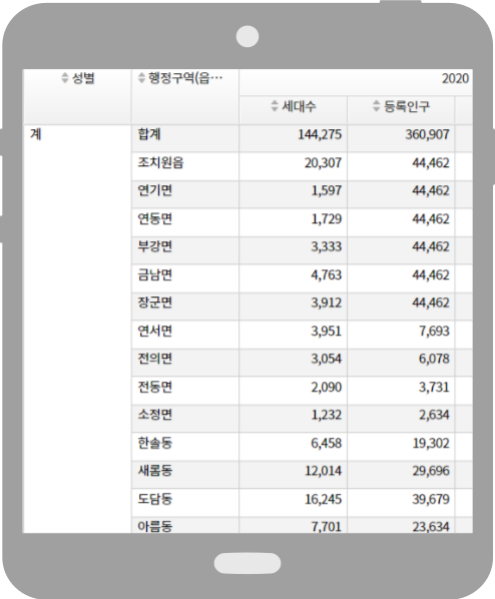 성별 행정구역(읍… 2020
세대수 등록인구
계 합계 144,275 360,907
조치원읍 20,307 44,462
연기면 1,597 44,462
연동면 1,729 44,462
부강면 3,333 44,462
금남면 4,763 44,462
장군면 3,912 44,462
연서면 3,951 7,693
전의면 3,054 6,078
전동면 2,090 3,731
소정면 1,232 2,634
한솔동 6,458 19,302
새롬동 12,014 29,696
도담동 16,245 39,679
아름동 7,701 23,634